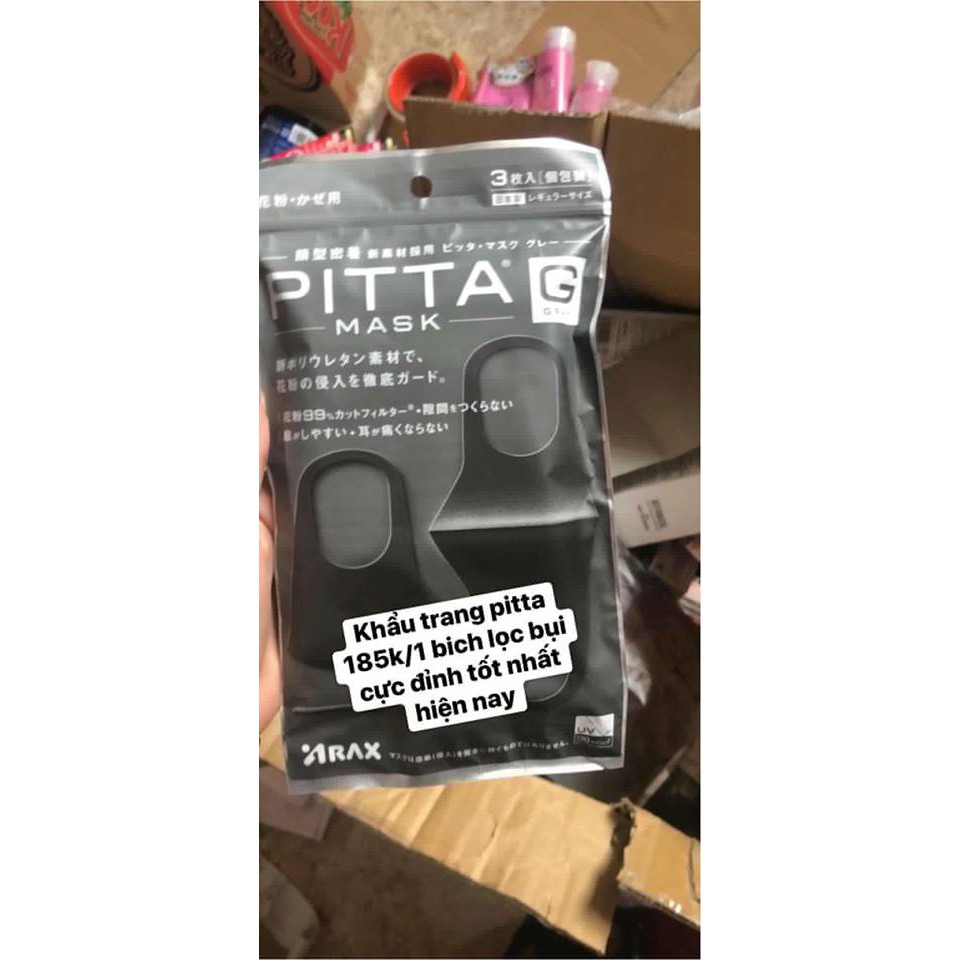 3枚入[個包装]
花粉・かぜ用
日本製 レギュラーサイズ
顔型密着 新素材採用 ピッタ・マスク グレー
PITTA® G
MASK
新ポリウレタン素材で、
花粉の侵入を徹底ガード。
花粉99%カットフィルター※・隙間をつくらない
息がしやすい・耳が痛くならない
Khẩu trang pitta
185k/1 bich lọc bụi
cực đỉnh tốt nhất
hiện nay
UV
ARAX